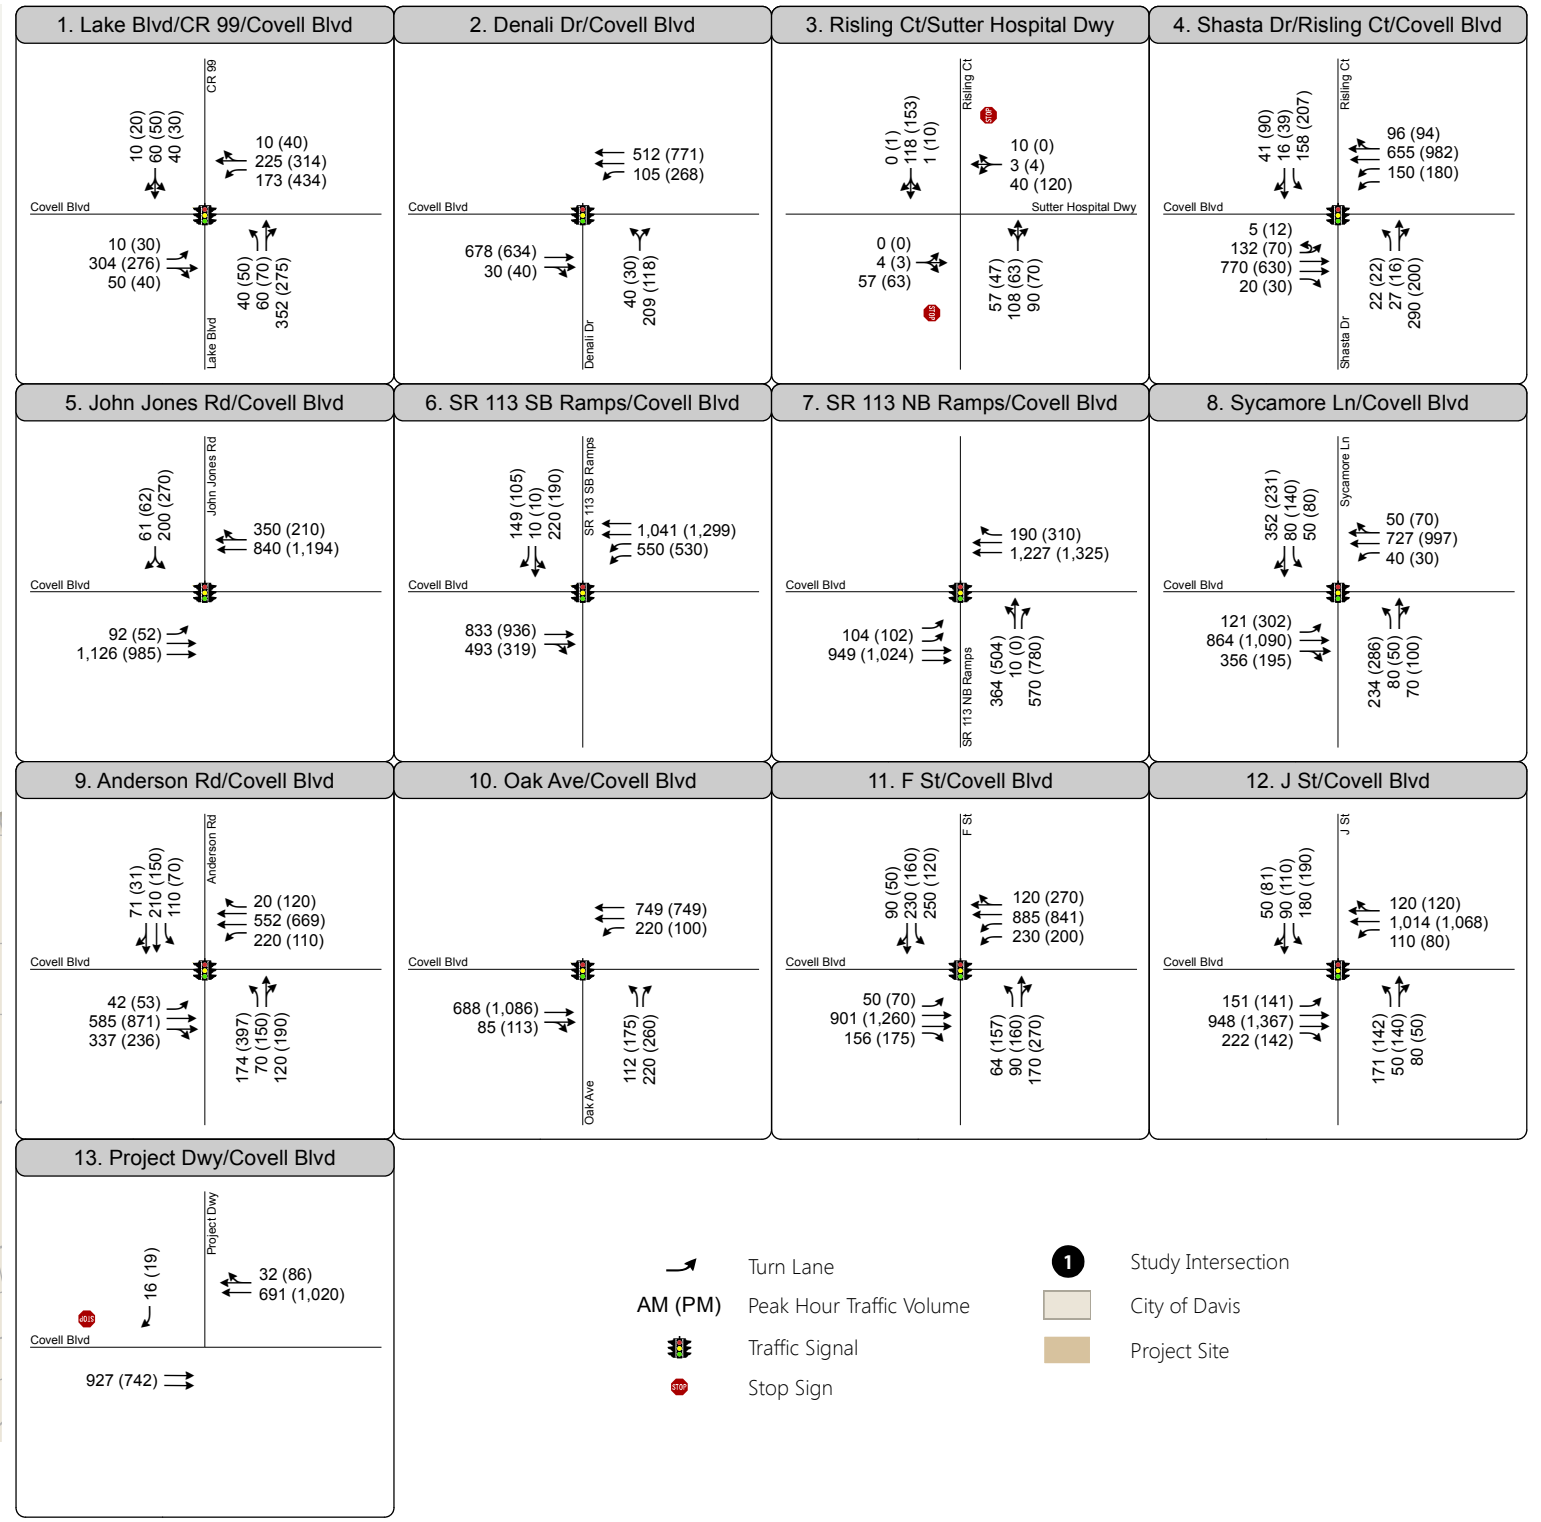 1. Lake Blvd/CR 99/Covell Blvd
CR 99
10 (20)
60 (50)
40 (30)
10 (40)
225 (314)
173 (434)
Covell Blvd
10 (30)
304 (276)
50 (40)
40 (50)
60 (70)
352 (275)
Lake Blvd
2. Denali Dr/Covell Blvd
512 (771)
105 (268)
Covell Blvd
678 (634)
30 (40)
40 (30)
209 (118)
Denali Dr
3. Risling Ct/Sutter Hospital Dwy
Risling Ct
STOP
0 (1)
118 (153)
1 (10)
10 (0)
3 (4)
40 (120)
Sutter Hospital Dwy
0 (0)
4 (3)
57 (63)
57 (47)
108 (63)
90 (70)
STOP
4. Shasta Dr/Risling Ct/Covell Blvd
Risling Ct
41 (90)
16 (39)
158 (207)
96 (94)
655 (982)
150 (180)
Covell Blvd
5 (12)
132 (70)
770 (630)
20 (30)
22 (22)
27 (16)
290 (200)
Shasta Dr
5. John Jones Rd/Covell Blvd
John Jones Rd
61 (62)
200 (270)
350 (210)
840 (1,194)
Covell Blvd
92 (52)
1,126 (985)
6. SR 113 SB Ramps/Covell Blvd
SR 113 SB Ramps
149 (105)
10 (10)
220 (190)
1,041 (1,299)
550 (530)
Covell Blvd
833 (936)
493 (319)
7. SR 113 NB Ramps/Covell Blvd
190 (310)
1,227 (1,325)
Covell Blvd
104 (102)
949 (1,024)
364 (504)
10 (0)
570 (780)
SR 113 NB Ramps
8. Sycamore Ln/Covell Blvd
Sycamore Ln
352 (231)
80 (140)
50 (80)
50 (70)
727 (997)
40 (30)
Covell Blvd
121 (302)
864 (1,090)
356 (195)
234 (286)
80 (50)
70 (100)
9. Anderson Rd/Covell Blvd
Anderson Rd
71 (31)
210 (150)
110 (70)
20 (120)
552 (669)
220 (110)
Covell Blvd
42 (53)
585 (871)
337 (236)
174 (397)
70 (150)
120 (190)
10. Oak Ave/Covell Blvd
749 (749)
220 (100)
Covell Blvd
688 (1,086)
85 (113)
112 (175)
220 (260)
Oak Ave
11. F St/Covell Blvd
F St
90 (50)
230 (160)
250 (120)
120 (270)
885 (841)
230 (200)
Covell Blvd
50 (70)
901 (1,260)
156 (175)
64 (157)
90 (160)
170 (270)
12. J St/Covell Blvd
J St
50 (81)
90 (110)
180 (190)
120 (120)
1,014 (1,068)
110 (80)
Covell Blvd
151 (141)
948 (1,367)
222 (142)
171 (142)
50 (140)
80 (50)
13. Project Dwy/Covell Blvd
Project Dwy
16 (19)
32 (86)
691 (1,020)
STOP
Covell Blvd
927 (742)
Turn Lane
AM (PM) Peak Hour Traffic Volume
Traffic Signal
STOP Stop Sign
1 Study Intersection
City of Davis
Project Site